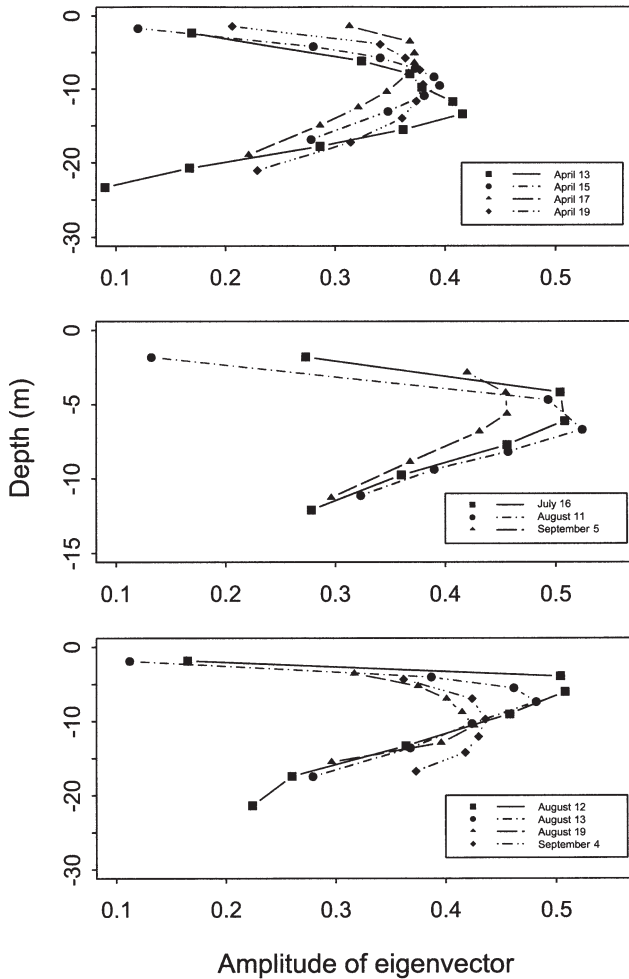 0
-10
-20
-30
0.1 0.2 0.3 0.4 0.5
April 13
April 15
April 17
April 19
Depth (m)
0
-5
-10
-15
0.1 0.2 0.3 0.4 0.5
July 16
August 11
September 5
0
-10
-20
-30
0.1 0.2 0.3 0.4 0.5
August 12
August 13
August 19
September 4
Amplitude of eigenvector